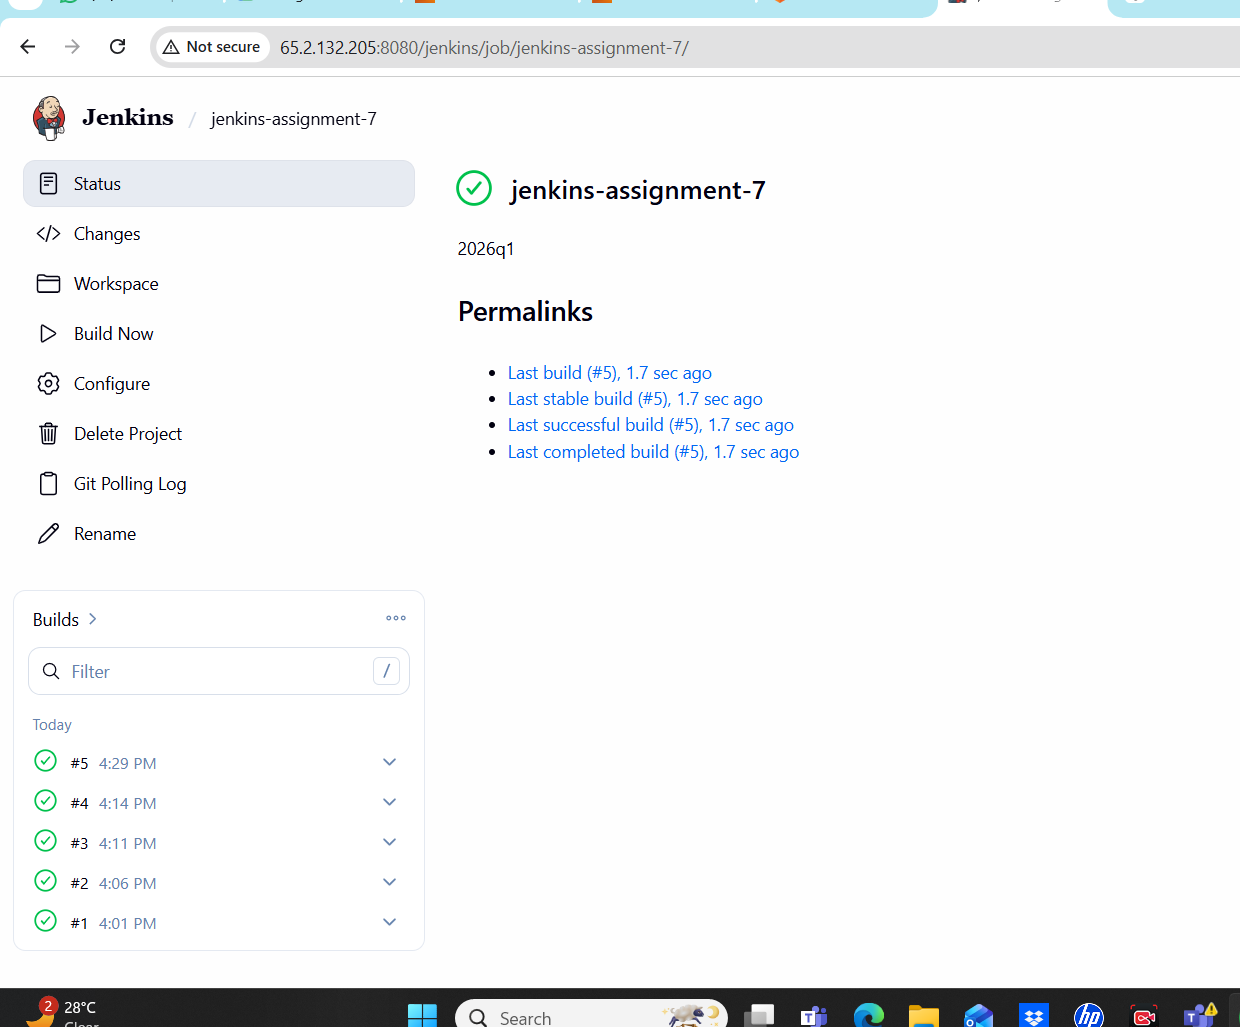 Not secure
65.2.132.205:8080/jenkins/job/jenkins-assignment-7/
Jenkins / jenkins-assignment-7
Status
Changes
Workspace
Build Now
Configure
Delete Project
Git Polling Log
Rename
jenkins-assignment-7
2026q1
Permalinks
Last build (#5), 1.7 sec ago
Last stable build (#5), 1.7 sec ago
Last successful build (#5), 1.7 sec ago
Last completed build (#5), 1.7 sec ago
Builds
Filter /
Today
#5 4:29 PM
#4 4:14 PM
#3 4:11 PM
#2 4:06 PM
#1 4:01 PM
2 28°C
Clear
Search
T
hp
T